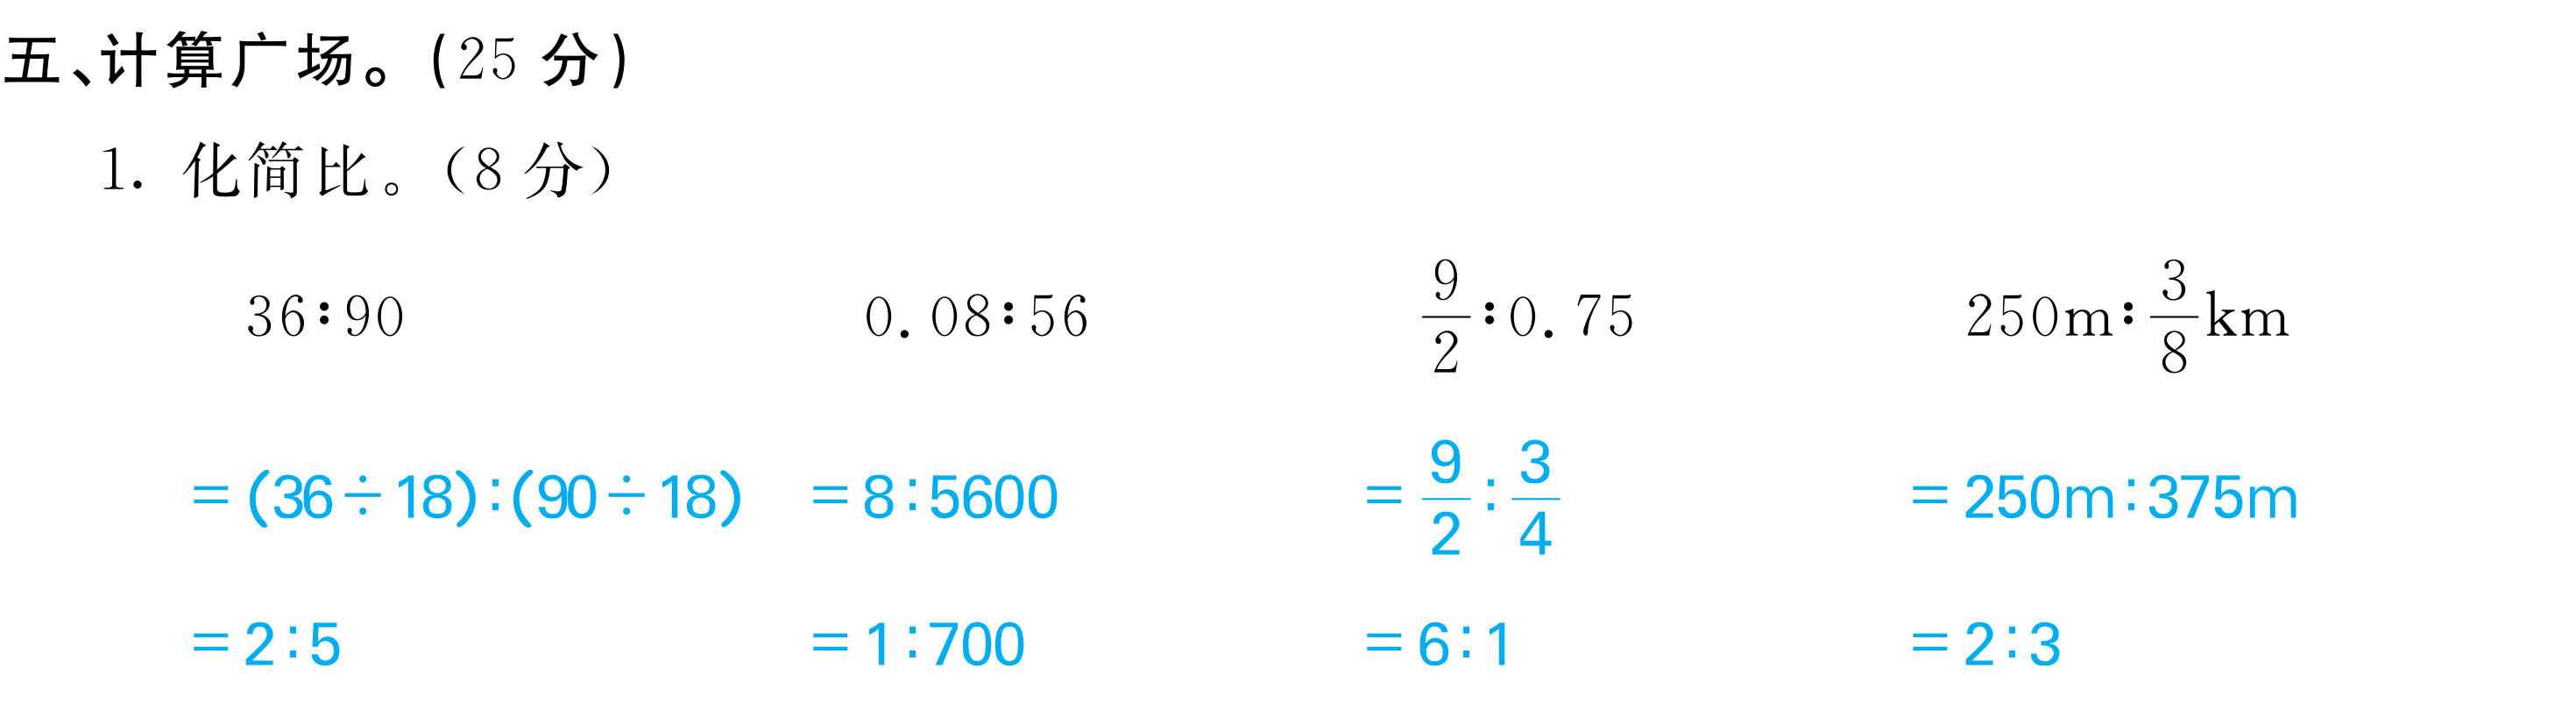 五、计算广场。(25 分)
1. 化简比。(8 分)
36∶90 0.08∶56 9/2∶0.75 250m∶3/8km
=(36÷18)∶(90÷18) =8∶5600 =9/2∶3/4 =250m∶375m
=2∶5 =1∶700 =6∶1 =2∶3